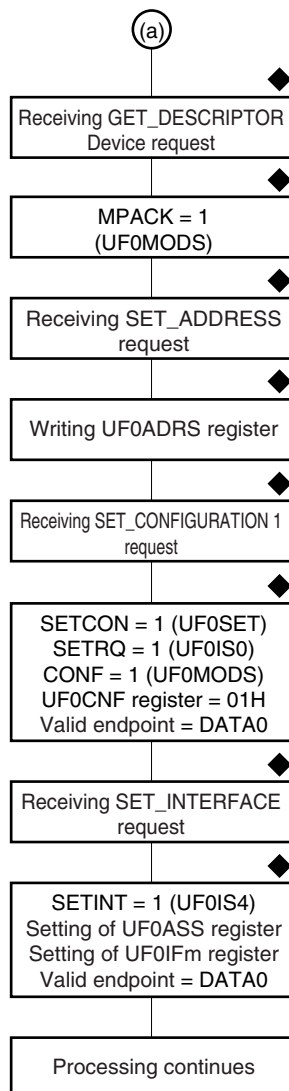 (a)
Receiving GET_DESCRIPTOR
Device request
MPACK = 1
(UF0MODS)
Receiving SET_ADDRESS
request
Writing UF0ADRS register
Receiving SET_CONFIGURATION 1
request
SETCON = 1 (UF0SET)
SETRQ = 1 (UF0IS0)
CONF = 1 (UF0MODS)
UF0CNF register = 01H
Valid endpoint = DATA0
Receiving SET_INTERFACE
request
SETINT = 1 (UF0IS4)
Setting of UF0ASS register
Setting of UF0IFm register
Valid endpoint = DATA0
Processing continues